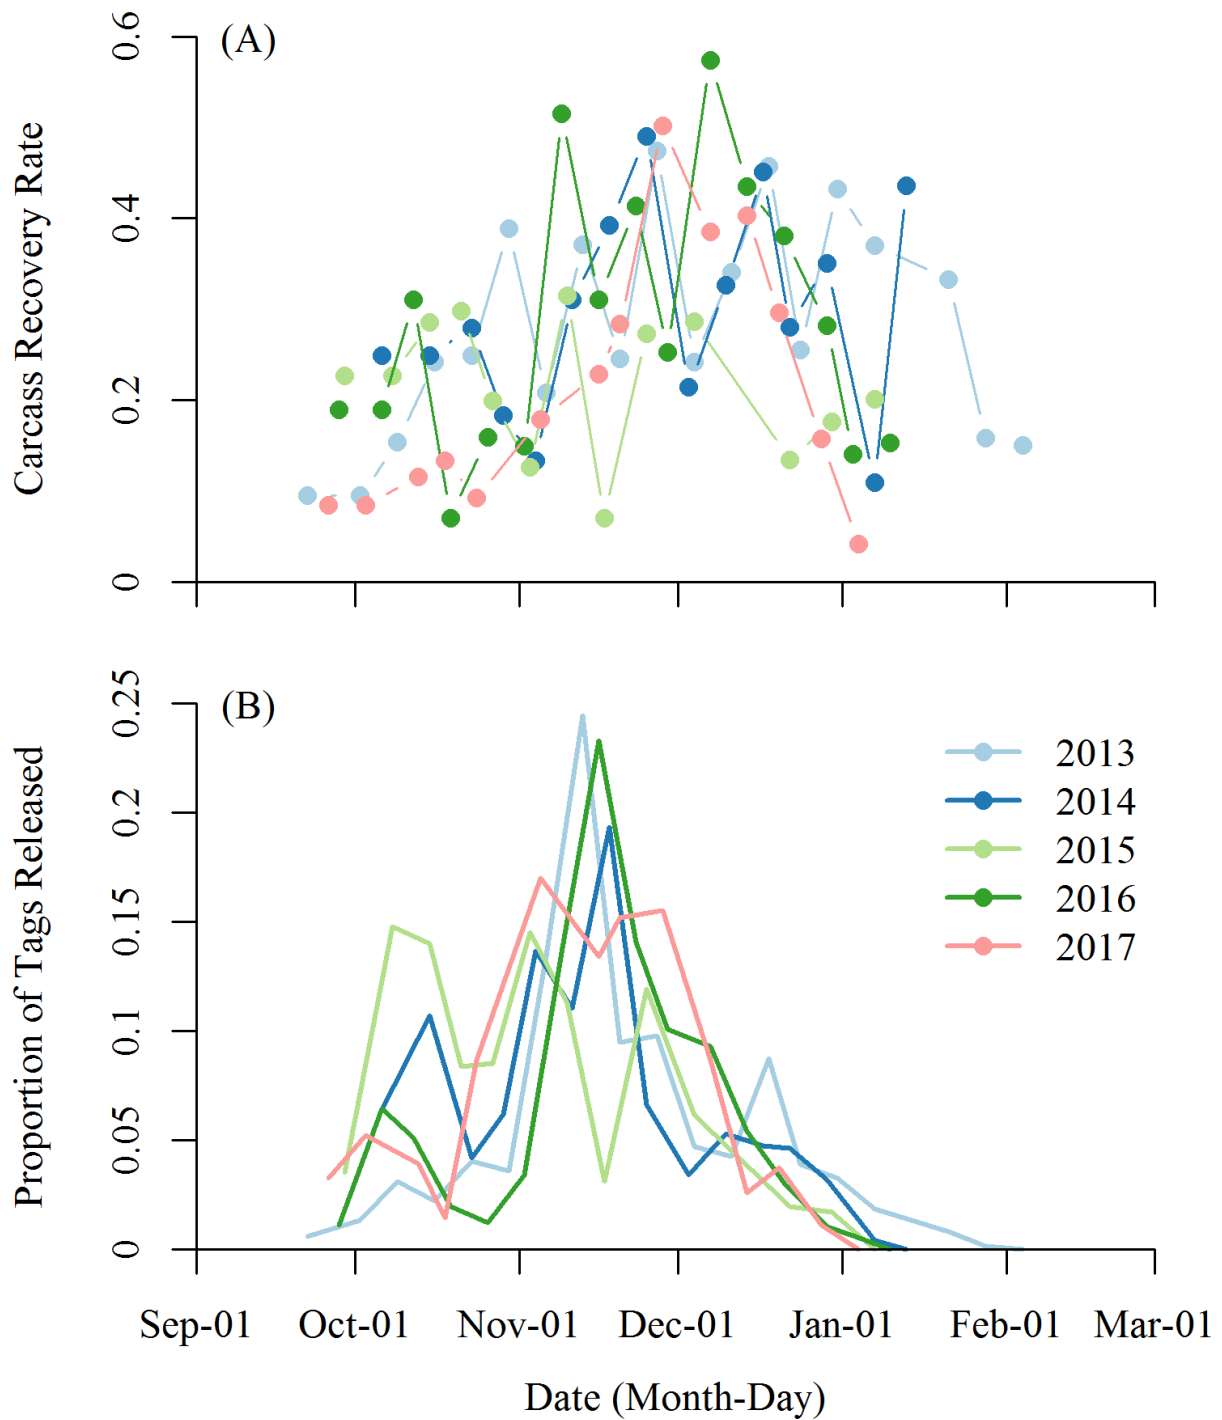 (A)
0.6
0.4
0.2
0
Carcass Recovery Rate
(B)
0.25
0.2
0.15
0.1
0.05
0
Proportion of Tags Released
2013
2014
2015
2016
2017
Sep-01 Oct-01 Nov-01 Dec-01 Jan-01 Feb-01 Mar-01
Date (Month-Day)